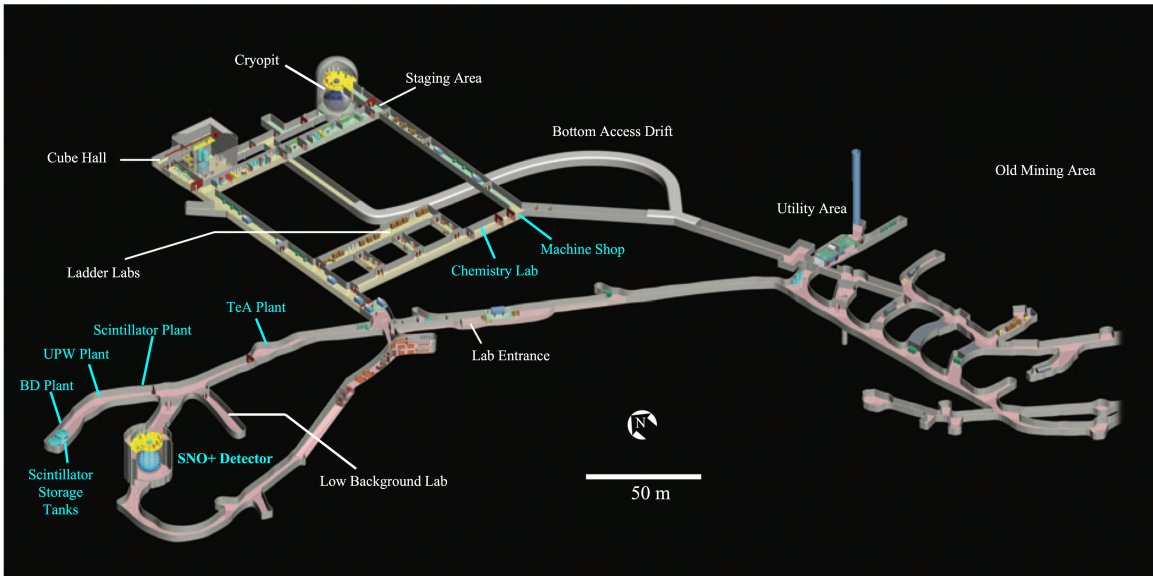 Cryopit
Staging Area
Bottom Access Drift
Cube Hall
Old Mining Area
Utility Area
Machine Shop
Ladder Labs
Chemistry Lab
TeA Plant
Scintillator Plant
UPW Plant
Lab Entrance
BD Plant
N
SNO+ Detector
Scintillator
Storage
Tanks
Low Background Lab
50 m